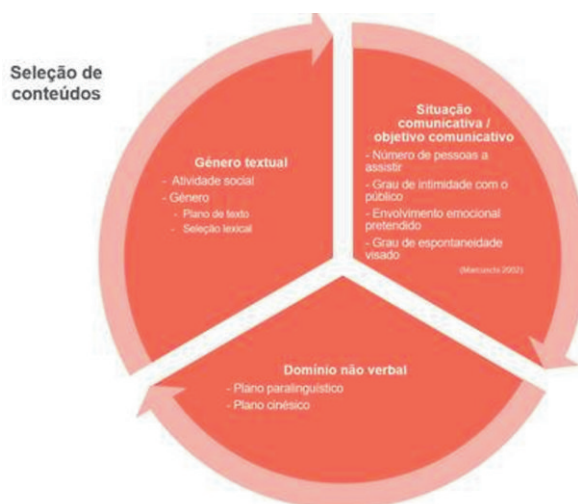 Seleção de
conteúdos
Género textual
- Atividade social
- Género
- Plano de texto
- Seleção lexical
Situação
comunicativa /
objetivo comunicativo
- Número de pessoas a
assistir
- Grau de intimidade com o
público
- Envolvimento emocional
pretendido
- Grau de espontaneidade
visado
(Marcuschi 2002)
Domínio não verbal
- Plano paralinguístico
- Plano cinésico